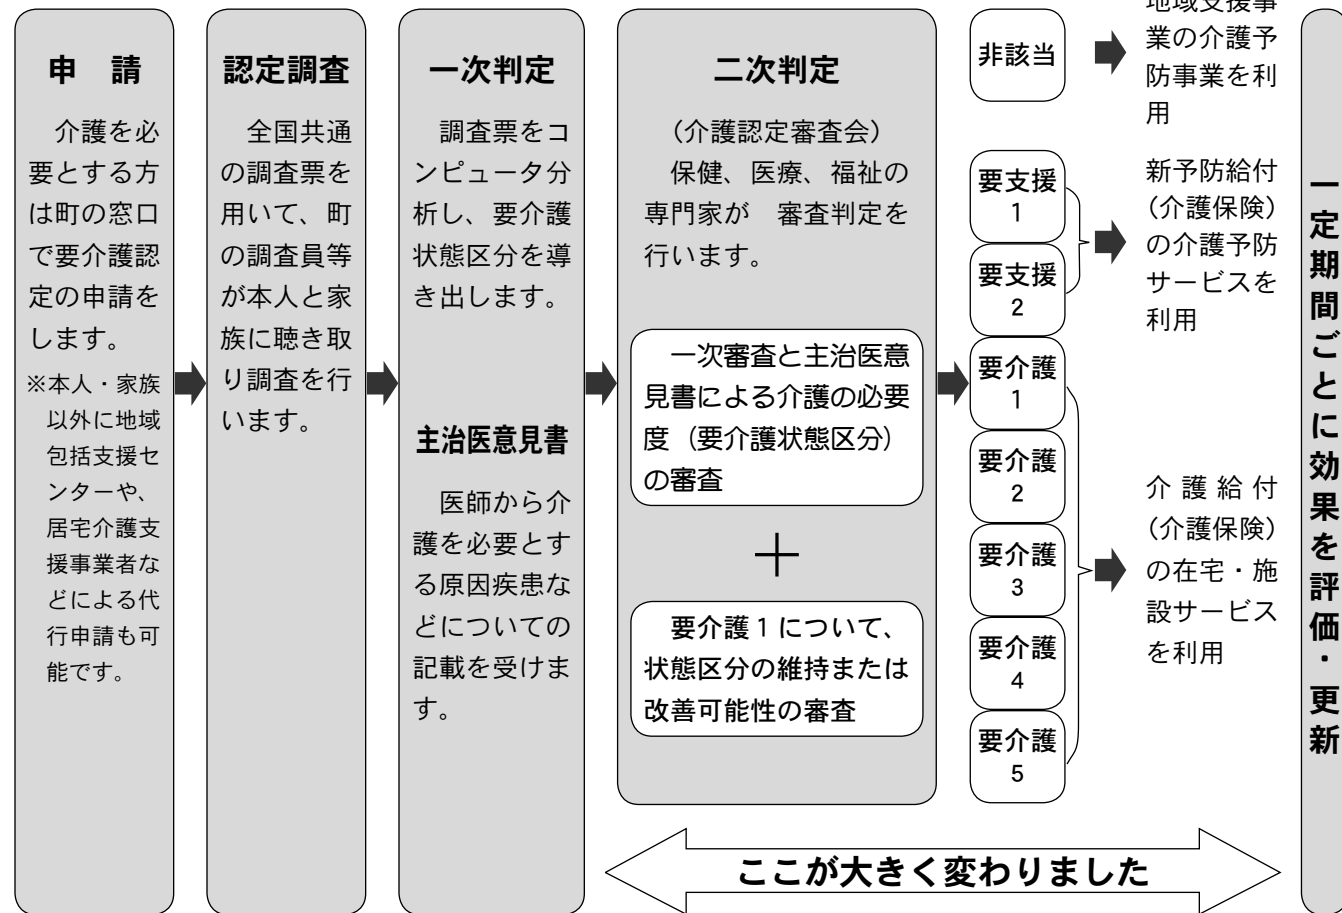 申　請
　介護を必
要とする方
は町の窓口
で要介護認
定の申請を
します。
※本人・家族
以外に地域
包括支援セ
ンターや、
居宅介護支
援事業者な
どによる代
行申請も可
能です。
認定調査
　全国共通
の調査票を
用いて、町
の調査員等
が本人と家
族に聴き取
り調査を行
います。
一次判定
　調査票をコ
ンピュータ分
析し、要介護
状態区分を導
き出します。
主治医意見書
　医師から介
護を必要とす
る原因疾患な
どについての
記載を受けま
す。
二次判定
（介護認定審査会）
　保健、医療、福祉の
専門家が　審査判定を
行います。
　一次審査と主治医意
見書による介護の必要
度（要介護状態区分）
の審査
＋
　要介護１について、
状態区分の維持または
改善可能性の審査
非該当
要支援
1
要支援
2
要介護
1
要介護
2
要介護
3
要介護
4
要介護
5
地域支援事
業の介護予
防事業を利
用
新予防給付
（介護保険）
の介護予防
サービスを
利用
介護給付
（介護保険）
の在宅・施
設サービス
を利用
一定期間ごとに効果を評価・更新
ここが大きく変わりました